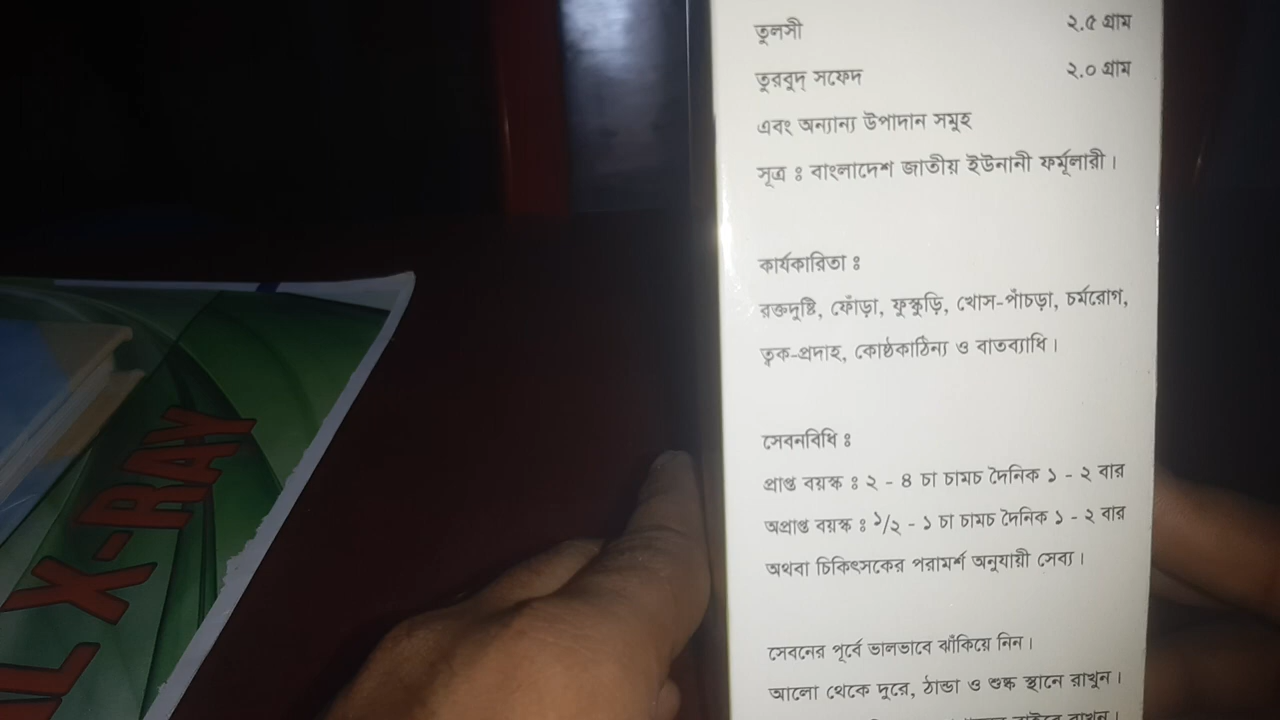 তুলসী ২.৫ গ্রাম
তুরবুদ্ সফেদ ২.০ গ্রাম
এবং অন্যান্য উপাদান সমূহ
সূত্র ঃ বাংলাদেশ জাতীয় ইউনানী ফর্মূলারী।
কার্যকারিতা ঃ
রক্তদুষ্টি, ফোঁড়া, ফুস্কুড়ি, খোস-পাঁচড়া, চর্মরোগ,
ত্বক-প্রদাহ, কোষ্ঠকাঠিন্য ও বাতব্যাধি।
সেবনবিধি ঃ
প্রাপ্ত বয়স্ক ঃ ২ - ৪ চা চামচ দৈনিক ১ - ২ বার
অপ্রাপ্ত বয়স্ক ঃ ১/২ - ১ চা চামচ দৈনিক ১ - ২ বার
অথবা চিকিৎসকের পরামর্শ অনুযায়ী সেব্য।
সেবনের পূর্বে ভালভাবে ঝাঁকিয়ে নিন।
আলো থেকে দূরে, ঠান্ডা ও শুষ্ক স্থানে রাখুন।
রাখুন।
X-RAY